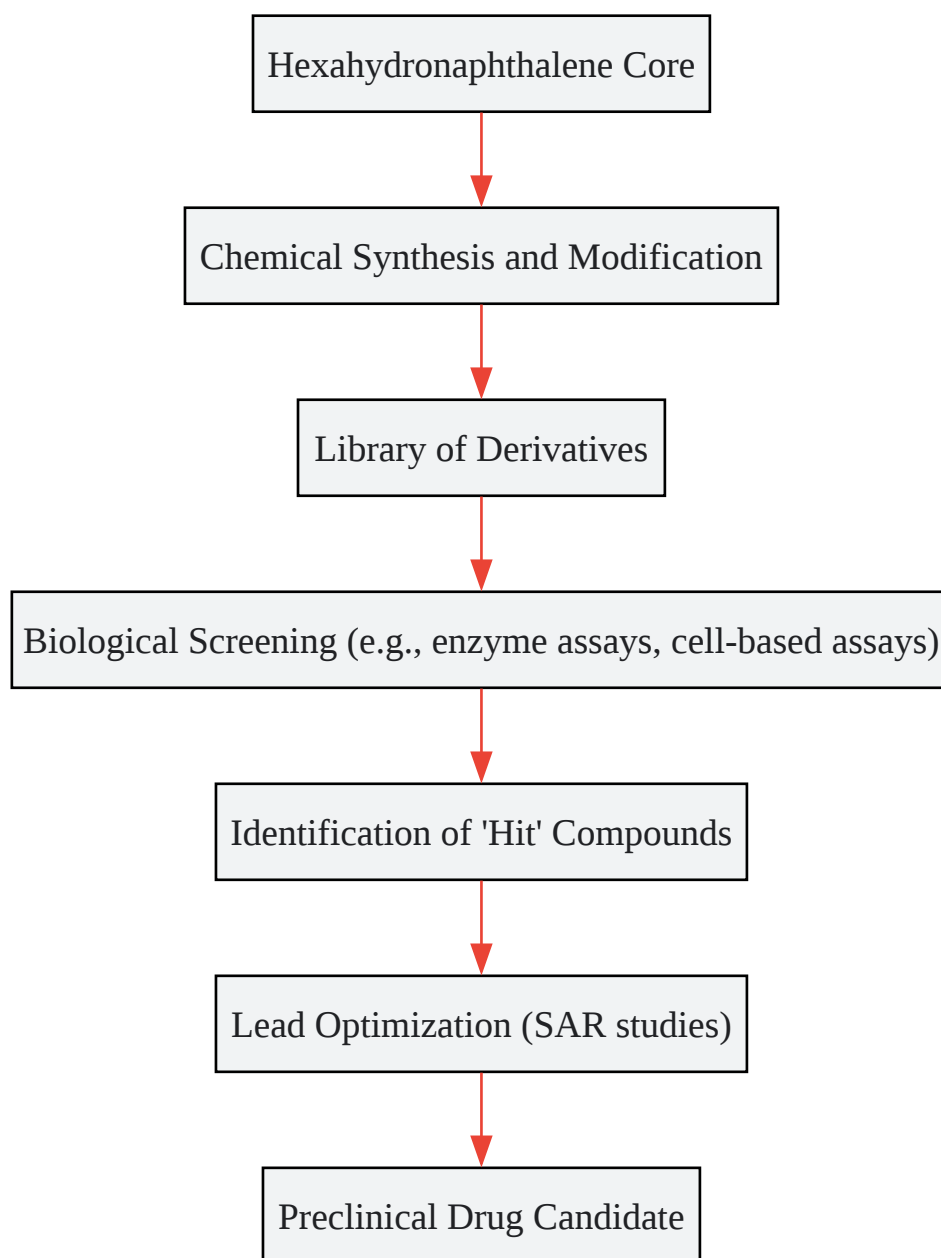 Hexahydronaphthalene Core
Chemical Synthesis and Modification
Library of Derivatives
Biological Screening (e.g., enzyme assays, cell-based assays)
Identification of 'Hit' Compounds
Lead Optimization (SAR studies)
Preclinical Drug Candidate